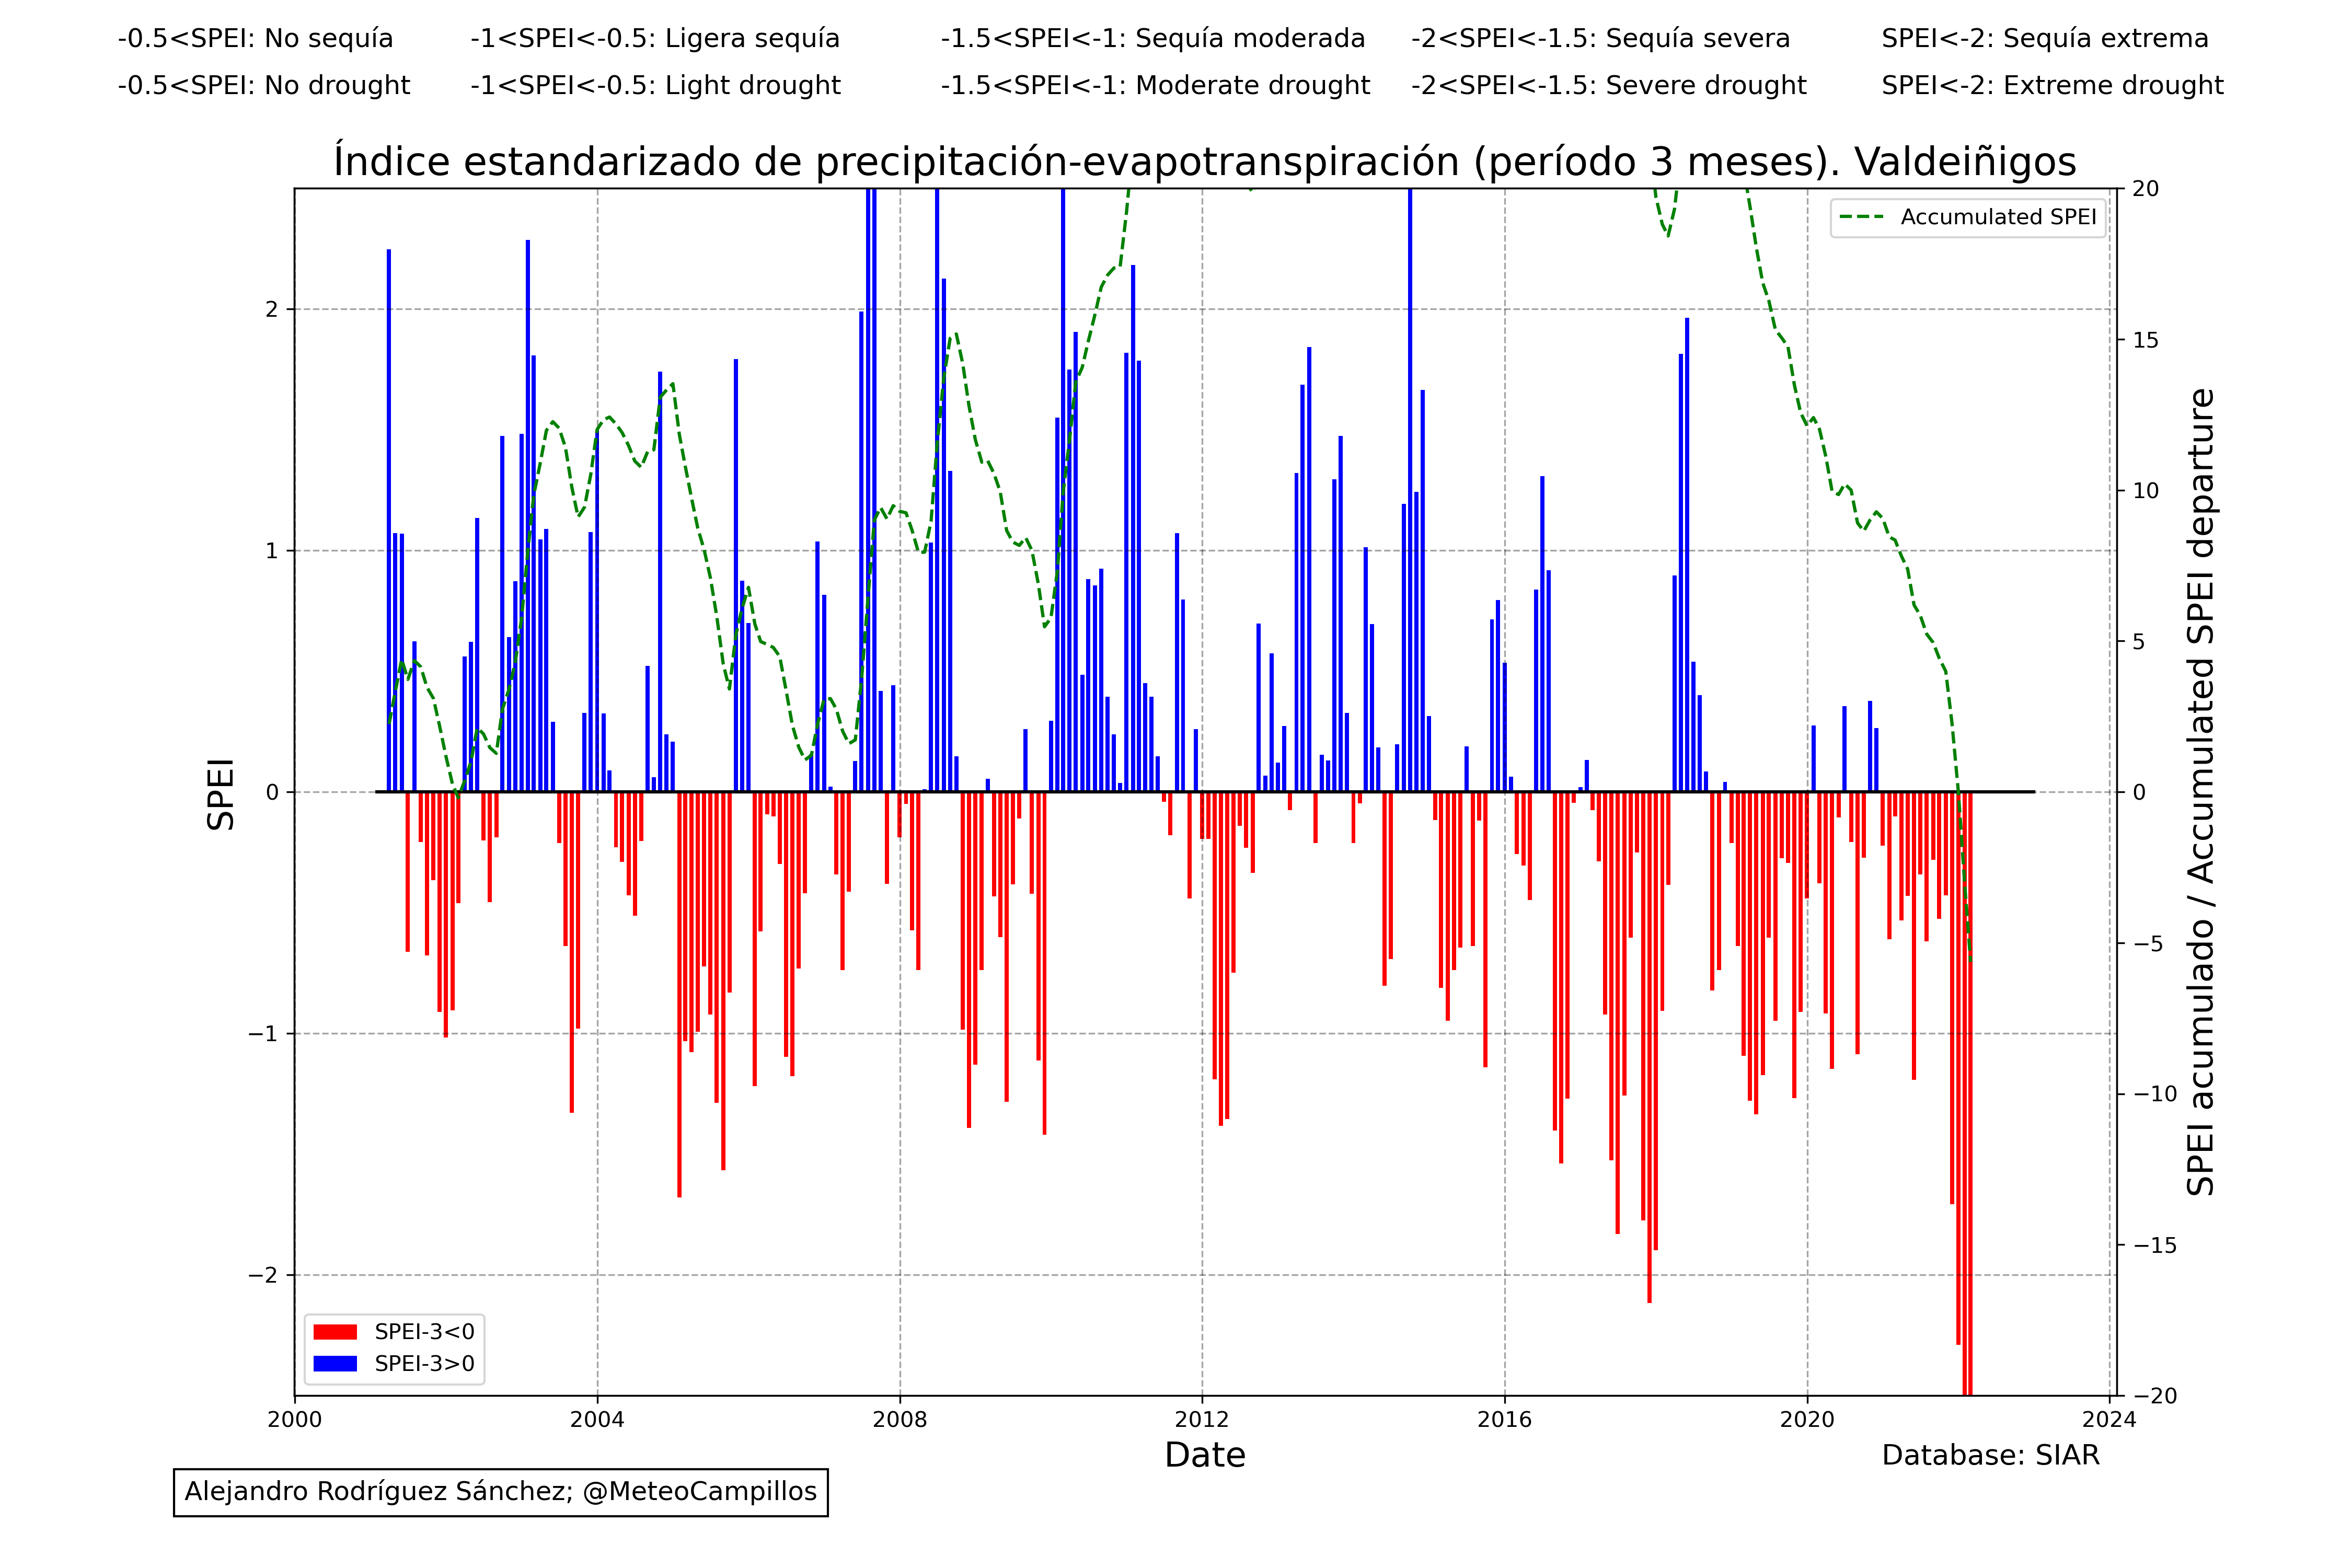 -0.5<SPEI: No sequía -1<SPEI<-0.5: Ligera sequía -1.5<SPEI<-1: Sequía moderada -2<SPEI<-1.5: Sequía severa SPEI<-2: Sequía extrema
-0.5<SPEI: No drought -1<SPEI<-0.5: Light drought -1.5<SPEI<-1: Moderate drought -2<SPEI<-1.5: Severe drought SPEI<-2: Extreme drought
Índice estandarizado de precipitación-evapotranspiración (período 3 meses). Valdeiñigos
Accumulated SPEI
SPEI
2
1
0
−1
−2
20
15
10
5
0
−5
−10
−15
−20
SPEI acumulado / Accumulated SPEI departure
SPEI-3<0
SPEI-3>0
2000 2004 2008 2012 2016 2020 2024
Date
Database: SIAR
Alejandro Rodríguez Sánchez; @MeteoCampillos